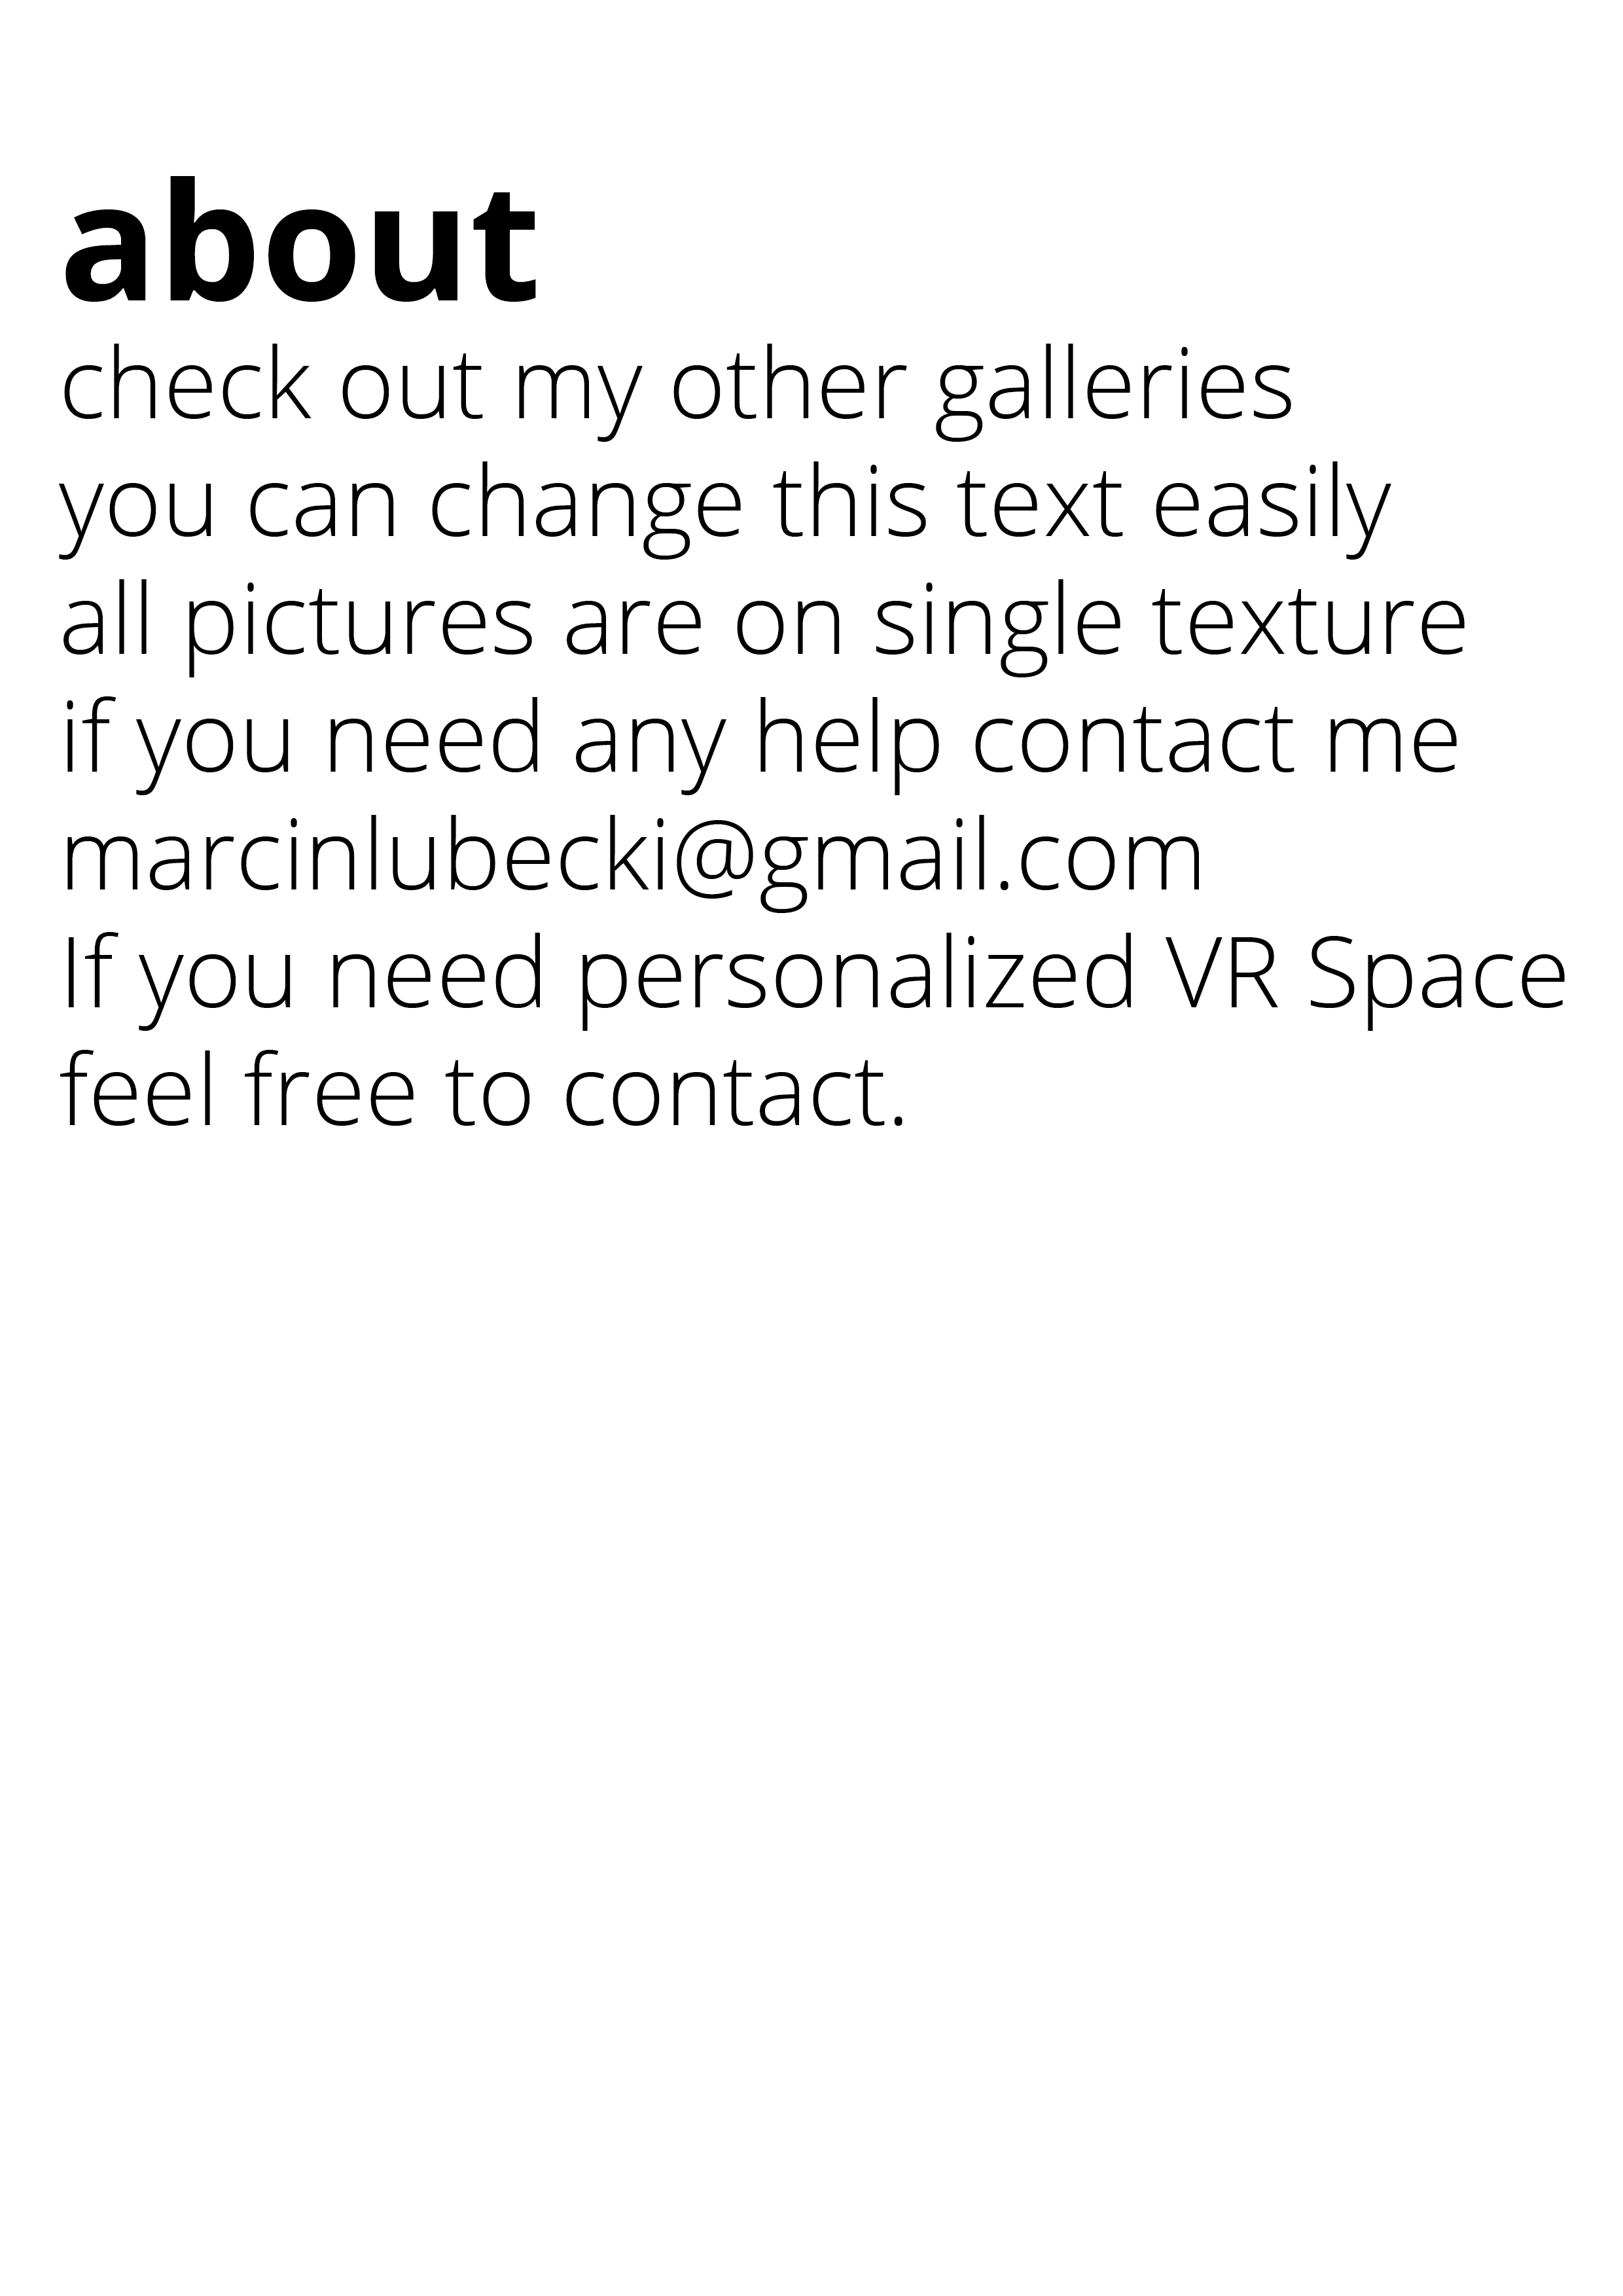 about
check out my other galleries
you can change this text easily
all pictures are on single texture
if you need any help contact me
marcinlubecki@gmail.com
If you need personalized VR Space
feel free to contact.